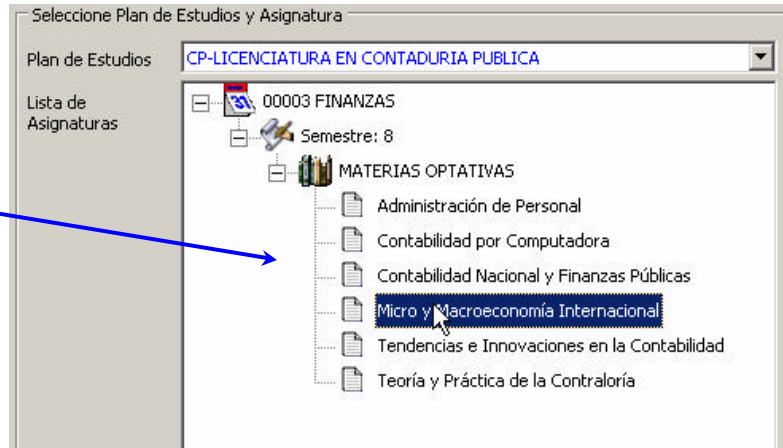 Seleccione Plan de Estudios y Asignatura
Plan de Estudios
CP-LICENCIATURA EN CONTADURIA PUBLICA
Lista de
Asignaturas
00003 FINANZAS
Semestre: 8
MATERIAS OPTATIVAS
Administración de Personal
Contabilidad por Computadora
Contabilidad Nacional y Finanzas Públicas
Micro y Macroeconomía Internacional
Tendencias e Innovaciones en la Contabilidad
Teoría y Práctica de la Contraloría